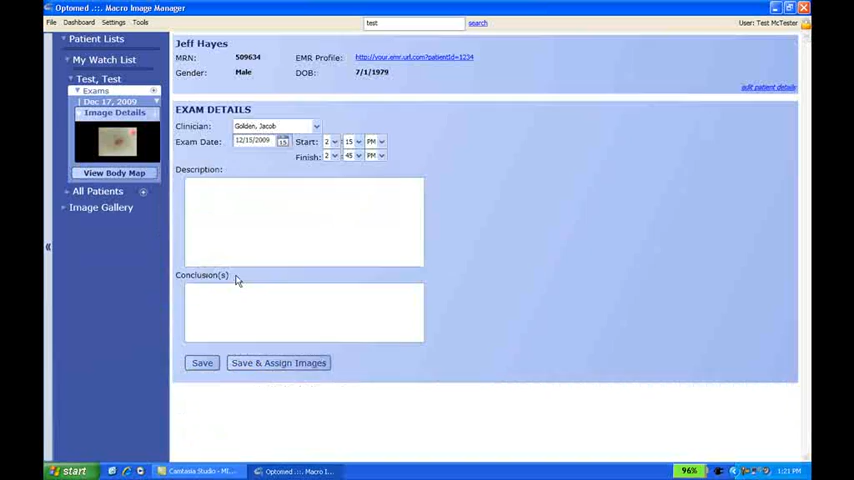 Optomed .::. Macro Image Manager
File Dashboard Settings Tools test search User: Test McTester
Patient Lists
My Watch List
Test, Test
Exams
Dec 17, 2009
Image Details
View Body Map
All Patients
Image Gallery
Jeff Hayes
MRN: 509634 EMR Profile: http://your.emr.url.com?patientId=1234
Gender: Male DOB: 7/1/1979
edit patient details
EXAM DETAILS
Clinician: Golden, Jacob
Exam Date: 12/15/2009 15 Start: 2 : 15 PM
Finish: 2 : 45 PM
Description:
Conclusion(s)
Save Save & Assign Images
start Camtasia Studio - MI... Optomed .::. Macro I... 96% 1:21 PM